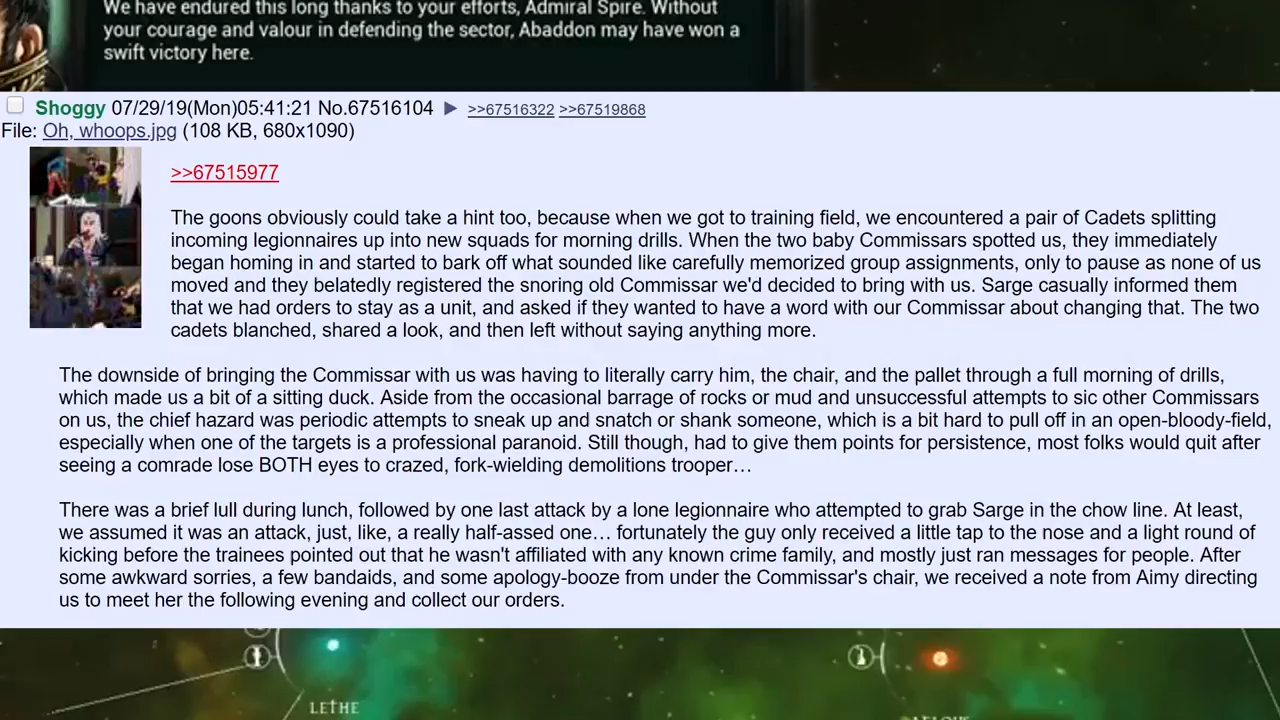 We have endured this long thanks to your efforts, Admiral Spire. Without
your courage and valour in defending the sector, Abaddon may have won a
swift victory here.
Shoggy 07/29/19(Mon)05:41:21 No.67516104 ▶ >>67516322 >>67519868
File: Oh, whoops.jpg (108 KB, 680x1090)
>>67515977
The goons obviously could take a hint too, because when we got to training field, we encountered a pair of Cadets splitting
incoming legionnaires up into new squads for morning drills. When the two baby Commissars spotted us, they immediately
began homing in and started to bark off what sounded like carefully memorized group assignments, only to pause as none of us
moved and they belatedly registered the snoring old Commissar we'd decided to bring with us. Sarge casually informed them
that we had orders to stay as a unit, and asked if they wanted to have a word with our Commissar about changing that. The two
cadets blanched, shared a look, and then left without saying anything more.
The downside of bringing the Commissar with us was having to literally carry him, the chair, and the pallet through a full morning of drills,
which made us a bit of a sitting duck. Aside from the occasional barrage of rocks or mud and unsuccessful attempts to sic other Commissars
on us, the chief hazard was periodic attempts to sneak up and snatch or shank someone, which is a bit hard to pull off in an open-bloody-field,
especially when one of the targets is a professional paranoid. Still though, had to give them points for persistence, most folks would quit after
seeing a comrade lose BOTH eyes to crazed, fork-wielding demolitions trooper…
There was a brief lull during lunch, followed by one last attack by a lone legionnaire who attempted to grab Sarge in the chow line. At least,
we assumed it was an attack, just, like, a really half-assed one… fortunately the guy only received a little tap to the nose and a light round of
kicking before the trainees pointed out that he wasn't affiliated with any known crime family, and mostly just ran messages for people. After
some awkward sorries, a few bandaids, and some apology-booze from under the Commissar's chair, we received a note from Aimy directing
us to meet her the following evening and collect our orders.
LETHE